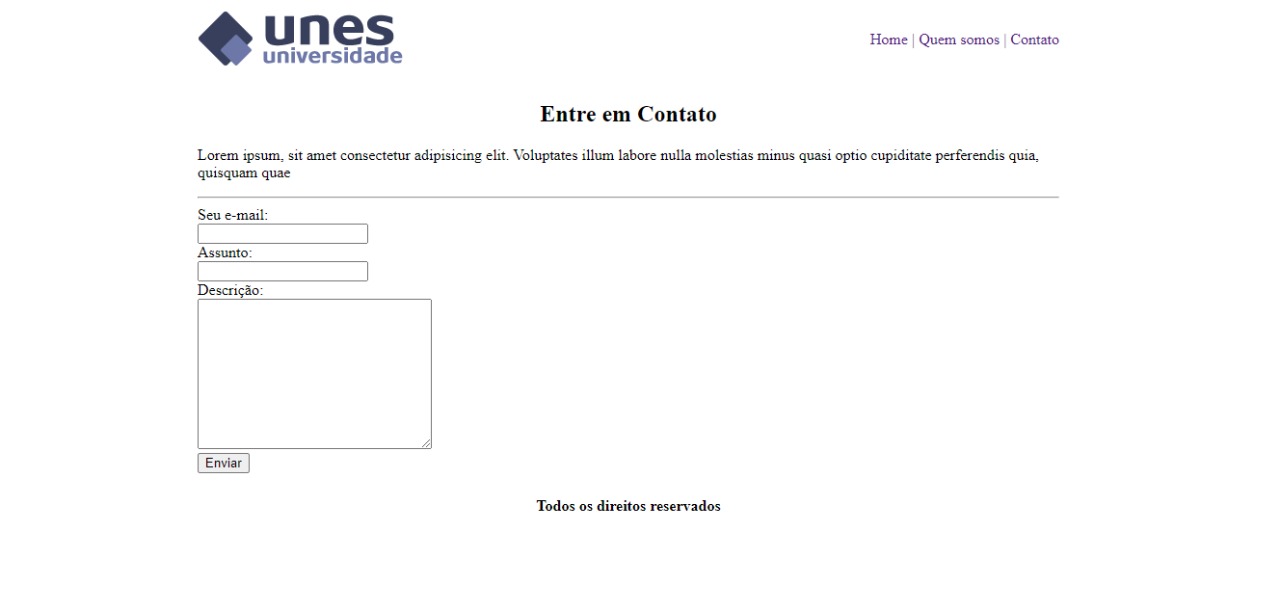 unes
universidade
Home | Quem somos | Contato
Entre em Contato
Lorem ipsum, sit amet consectetur adipisicing elit. Voluptates illum labore nulla molestias minus quasi optio cupiditate perferendis quia,
quisquam quae
Seu e-mail:
Assunto:
Descrição:
Enviar
Todos os direitos reservados